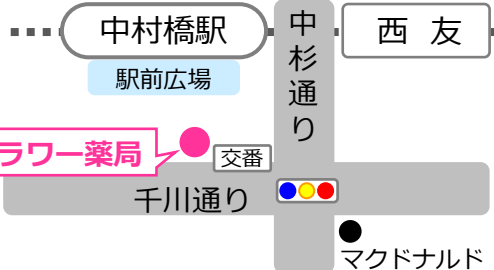 中村橋駅
駅前広場
中杉通り
西友
ラワー薬局
交番
千川通り
マクドナルド